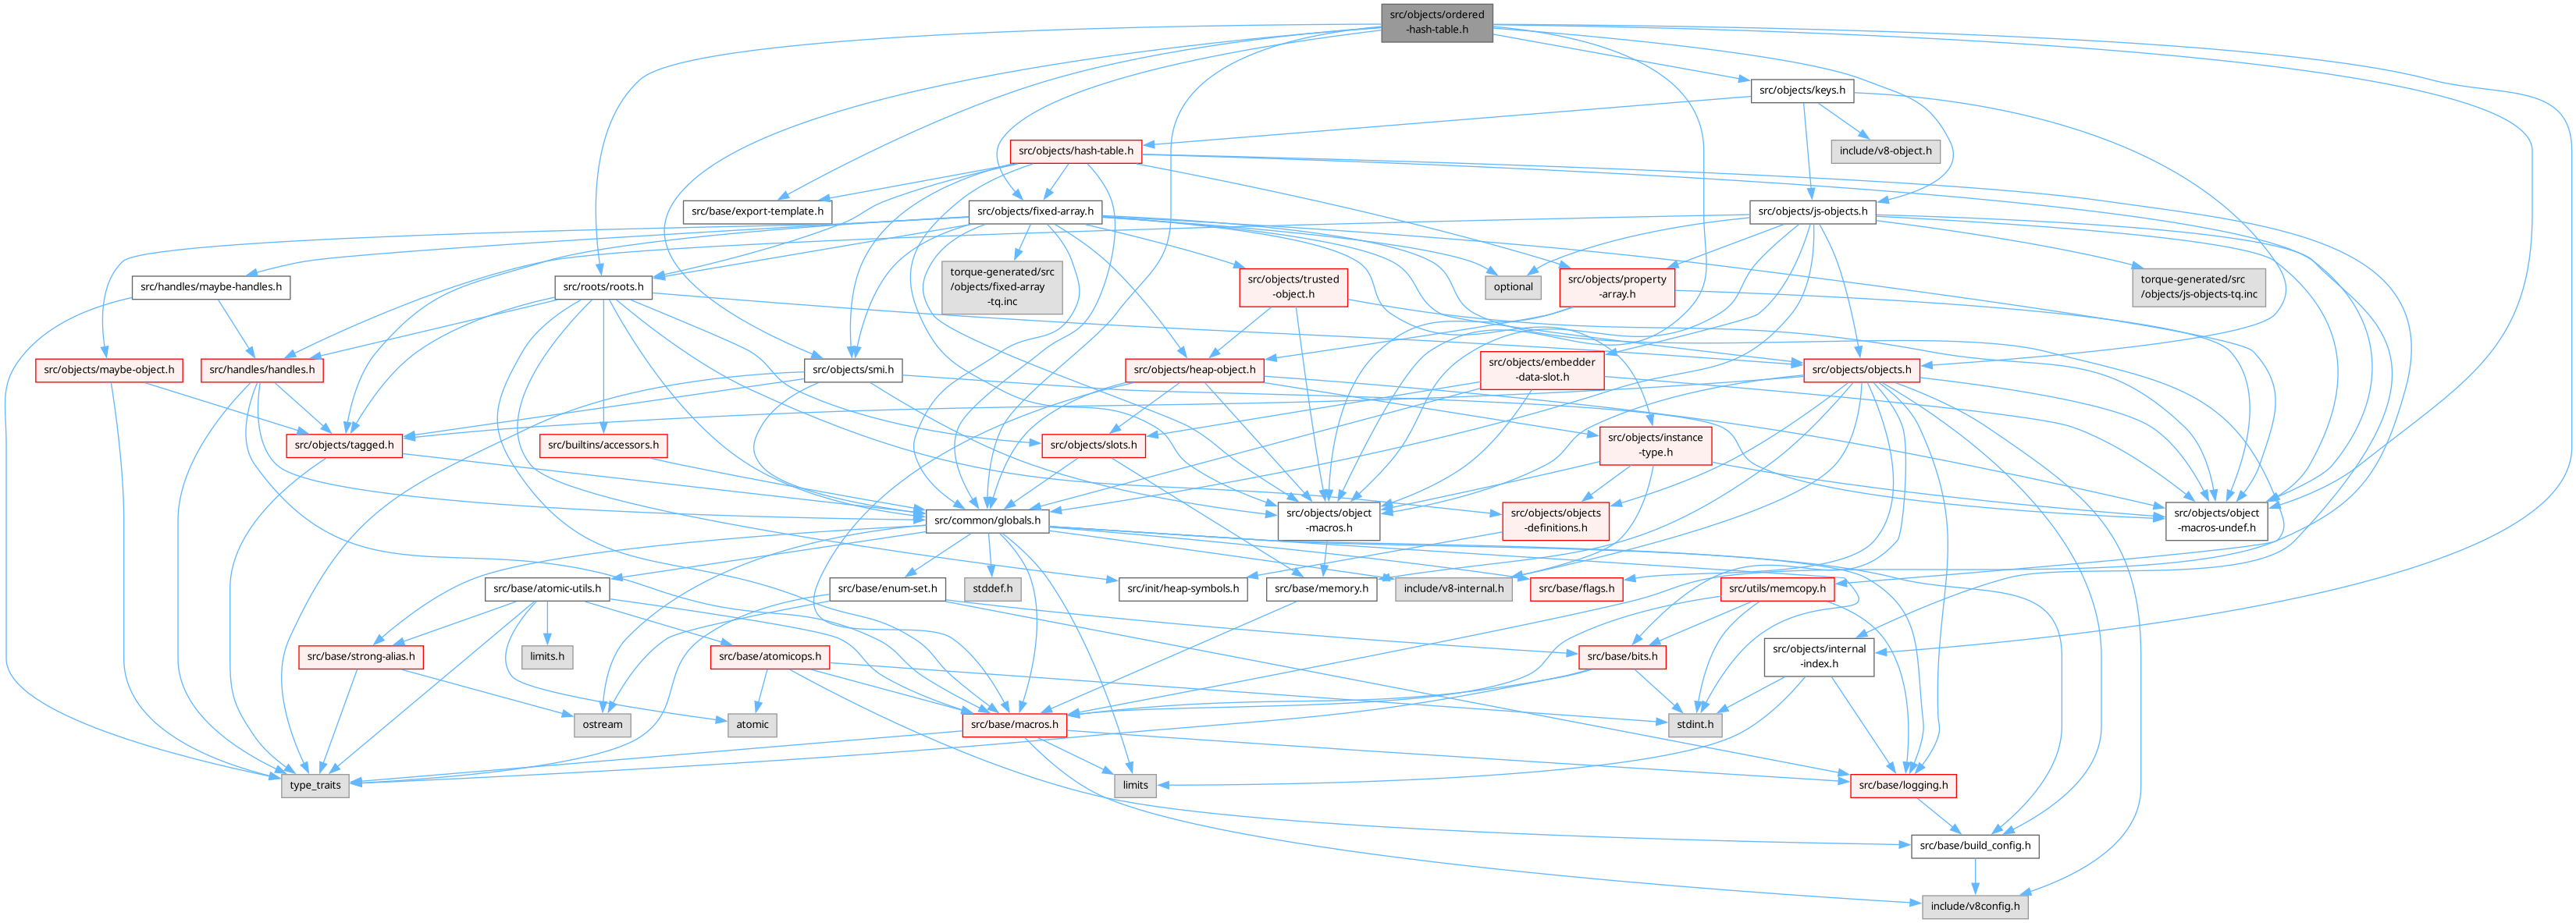 src/objects/ordered
-hash-table.h
src/objects/keys.h
src/objects/hash-table.h
include/v8-object.h
src/base/export-template.h
src/objects/fixed-array.h
src/objects/js-objects.h
src/handles/maybe-handles.h
src/roots/roots.h
torque-generated/src
/objects/fixed-array
-tq.inc
src/objects/trusted
-object.h
optional
src/objects/property
-array.h
torque-generated/src
/objects/js-objects-tq.inc
src/objects/maybe-object.h
src/handles/handles.h
src/objects/smi.h
src/objects/heap-object.h
src/objects/embedder
-data-slot.h
src/objects/objects.h
src/objects/tagged.h
src/builtins/accessors.h
src/objects/slots.h
src/objects/instance
-type.h
src/common/globals.h
src/objects/object
-macros.h
src/objects/objects
-definitions.h
src/objects/object
-macros-undef.h
src/base/atomic-utils.h
src/base/enum-set.h
stddef.h
src/init/heap-symbols.h
src/base/memory.h
include/v8-internal.h
src/base/flags.h
src/utils/memcopy.h
src/base/strong-alias.h
limits.h
src/base/atomicops.h
src/base/bits.h
src/objects/internal
-index.h
ostream
atomic
src/base/macros.h
stdint.h
type_traits
limits
src/base/logging.h
src/base/build_config.h
include/v8config.h